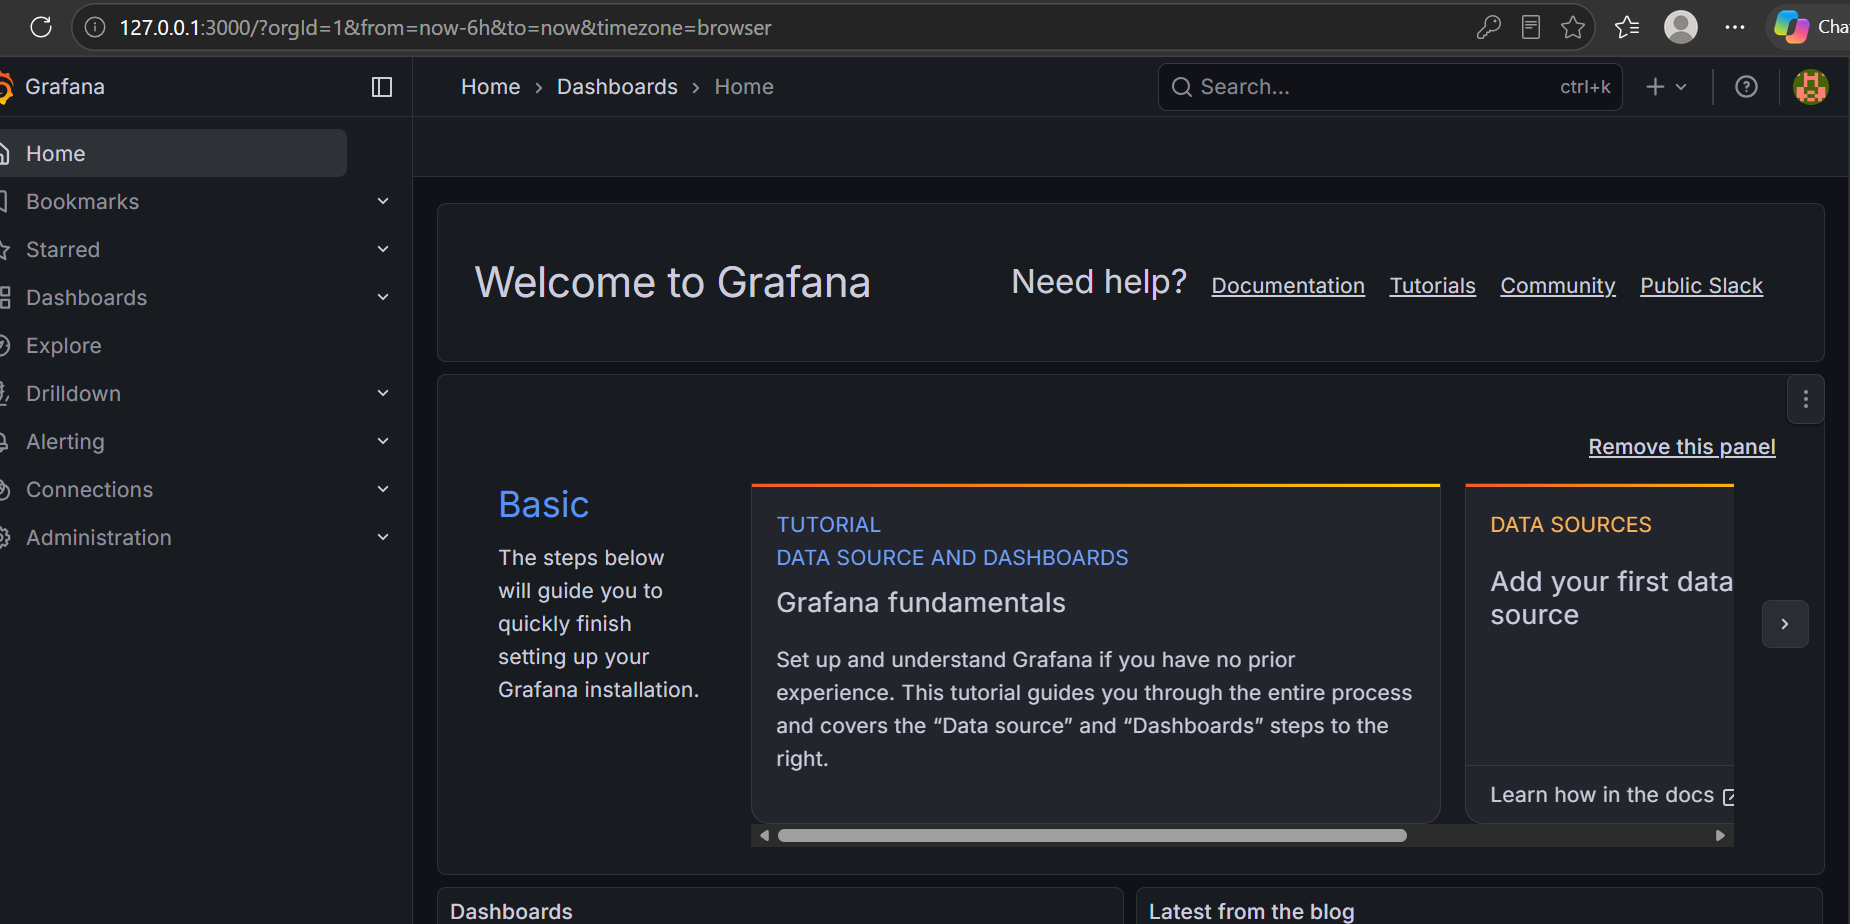 127.0.0.1:3000/?orgId=1&from=now-6h&to=now&timezone=browser
Grafana
Home › Dashboards › Home
Search...
ctrl+k
Home
Bookmarks
Starred
Dashboards
Explore
Drilldown
Alerting
Connections
Administration
Welcome to Grafana
Need help?
Documentation
Tutorials
Community
Public Slack
Remove this panel
Basic
The steps below
will guide you to
quickly finish
setting up your
Grafana installation.
TUTORIAL
DATA SOURCE AND DASHBOARDS
Grafana fundamentals
Set up and understand Grafana if you have no prior
experience. This tutorial guides you through the entire process
and covers the “Data source” and “Dashboards” steps to the
right.
DATA SOURCES
Add your first data
source
Learn how in the docs
Dashboards
Latest from the blog